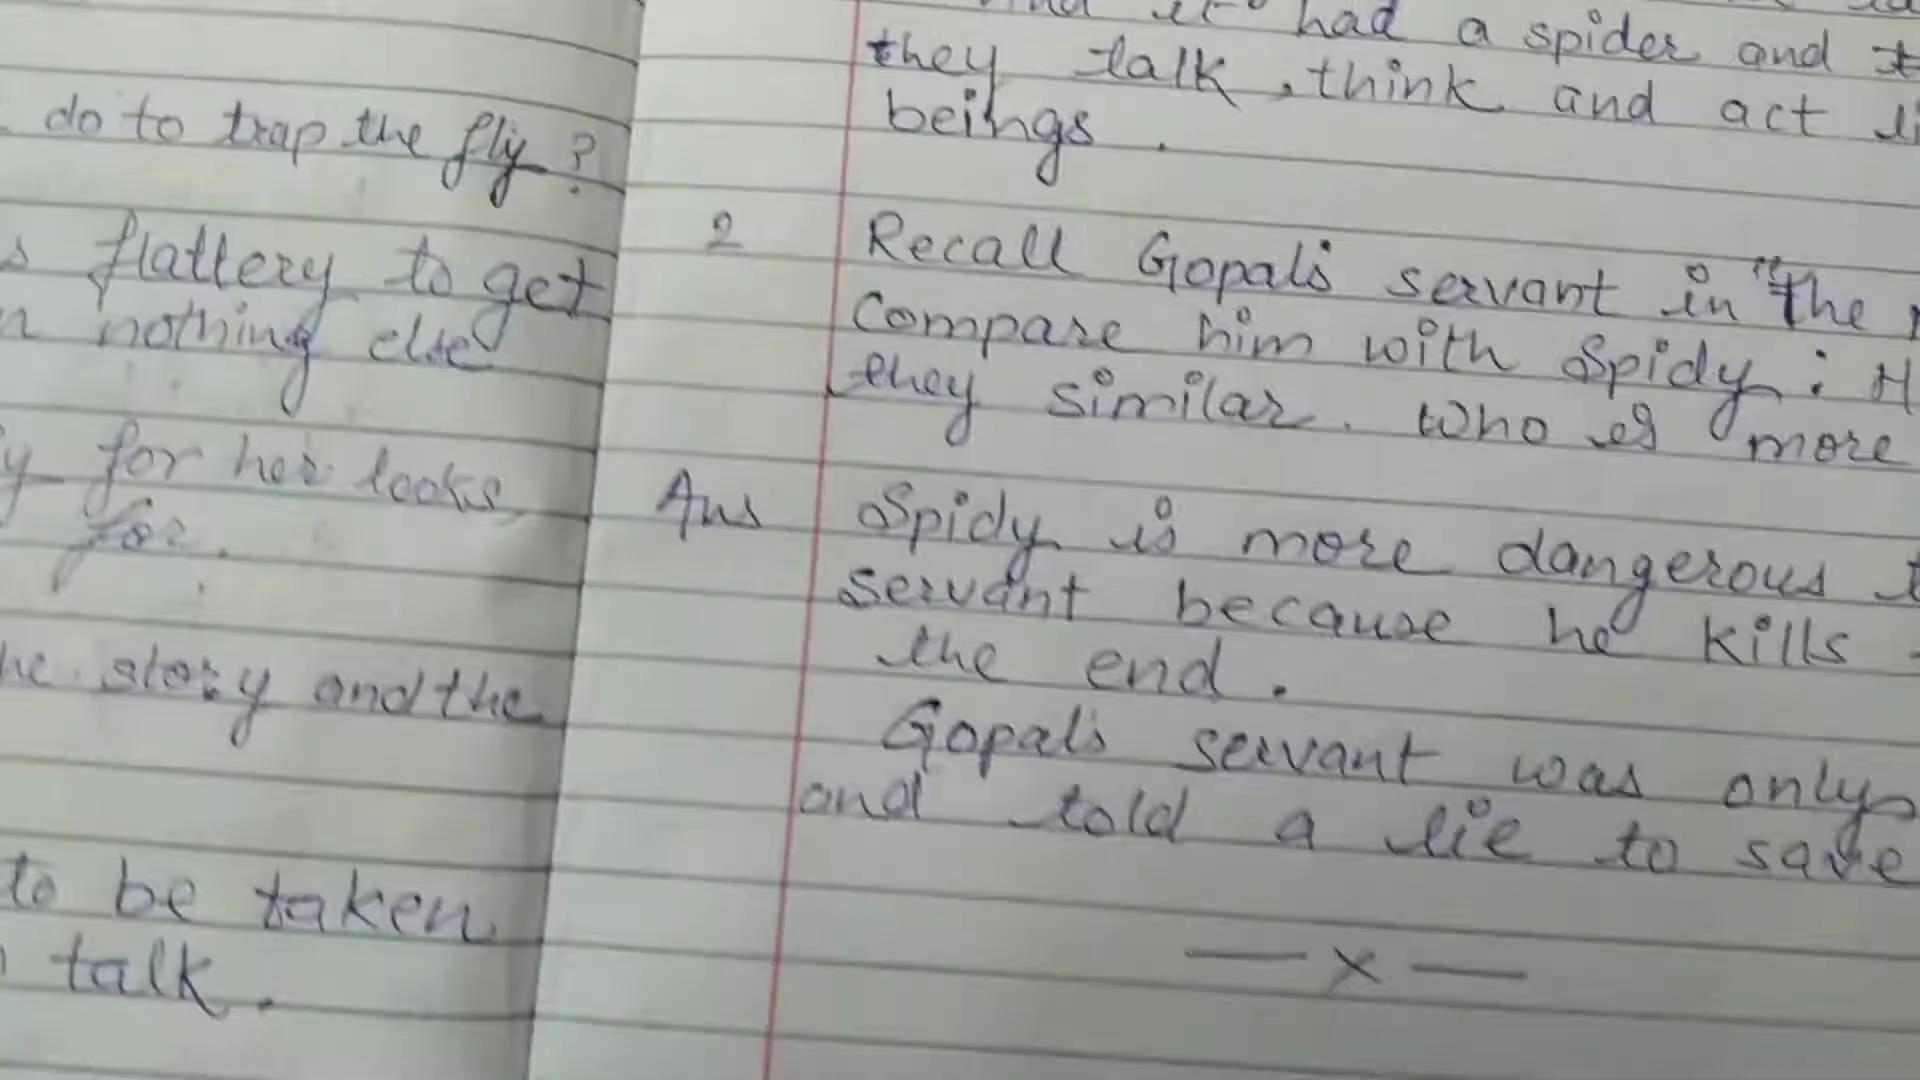 do to trap the fly ?
flattery to get
nothing else
for her looks
for.
story and the
to be taken
talk.
had a spider and
they talk, think and act
beings.
2 Recall Gopal's servant in "The
Compare him with Spidy : H
they similar. Who is more
Ans Spidy is more dangerous
servant because he kills
the end.
Gopal's servant was only
and told a lie to save
— x —